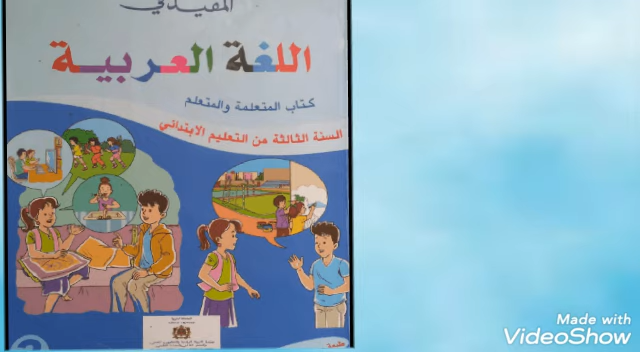 المفيد في
اللغة العربية
كتاب المتعلمة والمتعلم
السنة الثالثة من التعليم الابتدائي
Made with
VideoShow